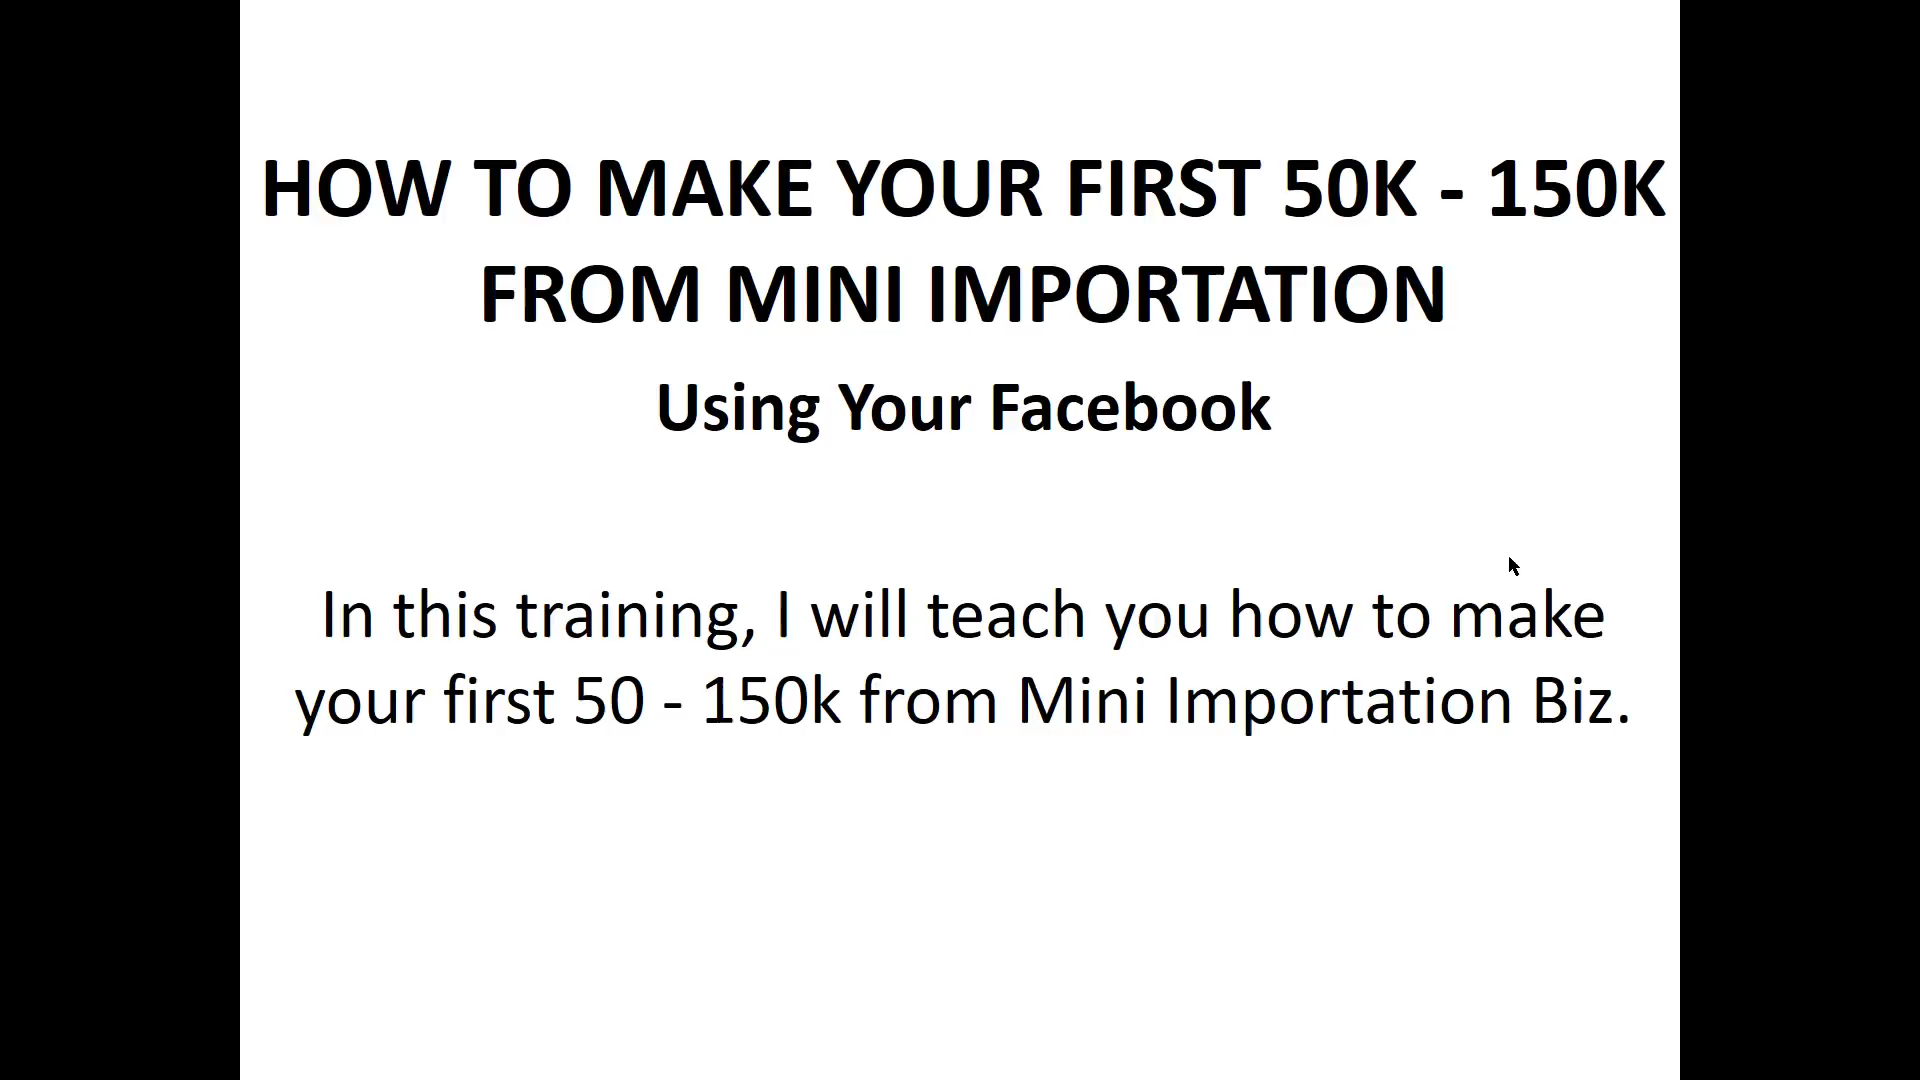 HOW TO MAKE YOUR FIRST 50K - 150K
FROM MINI IMPORTATION
Using Your Facebook
In this training, I will teach you how to make
your first 50 - 150k from Mini Importation Biz.